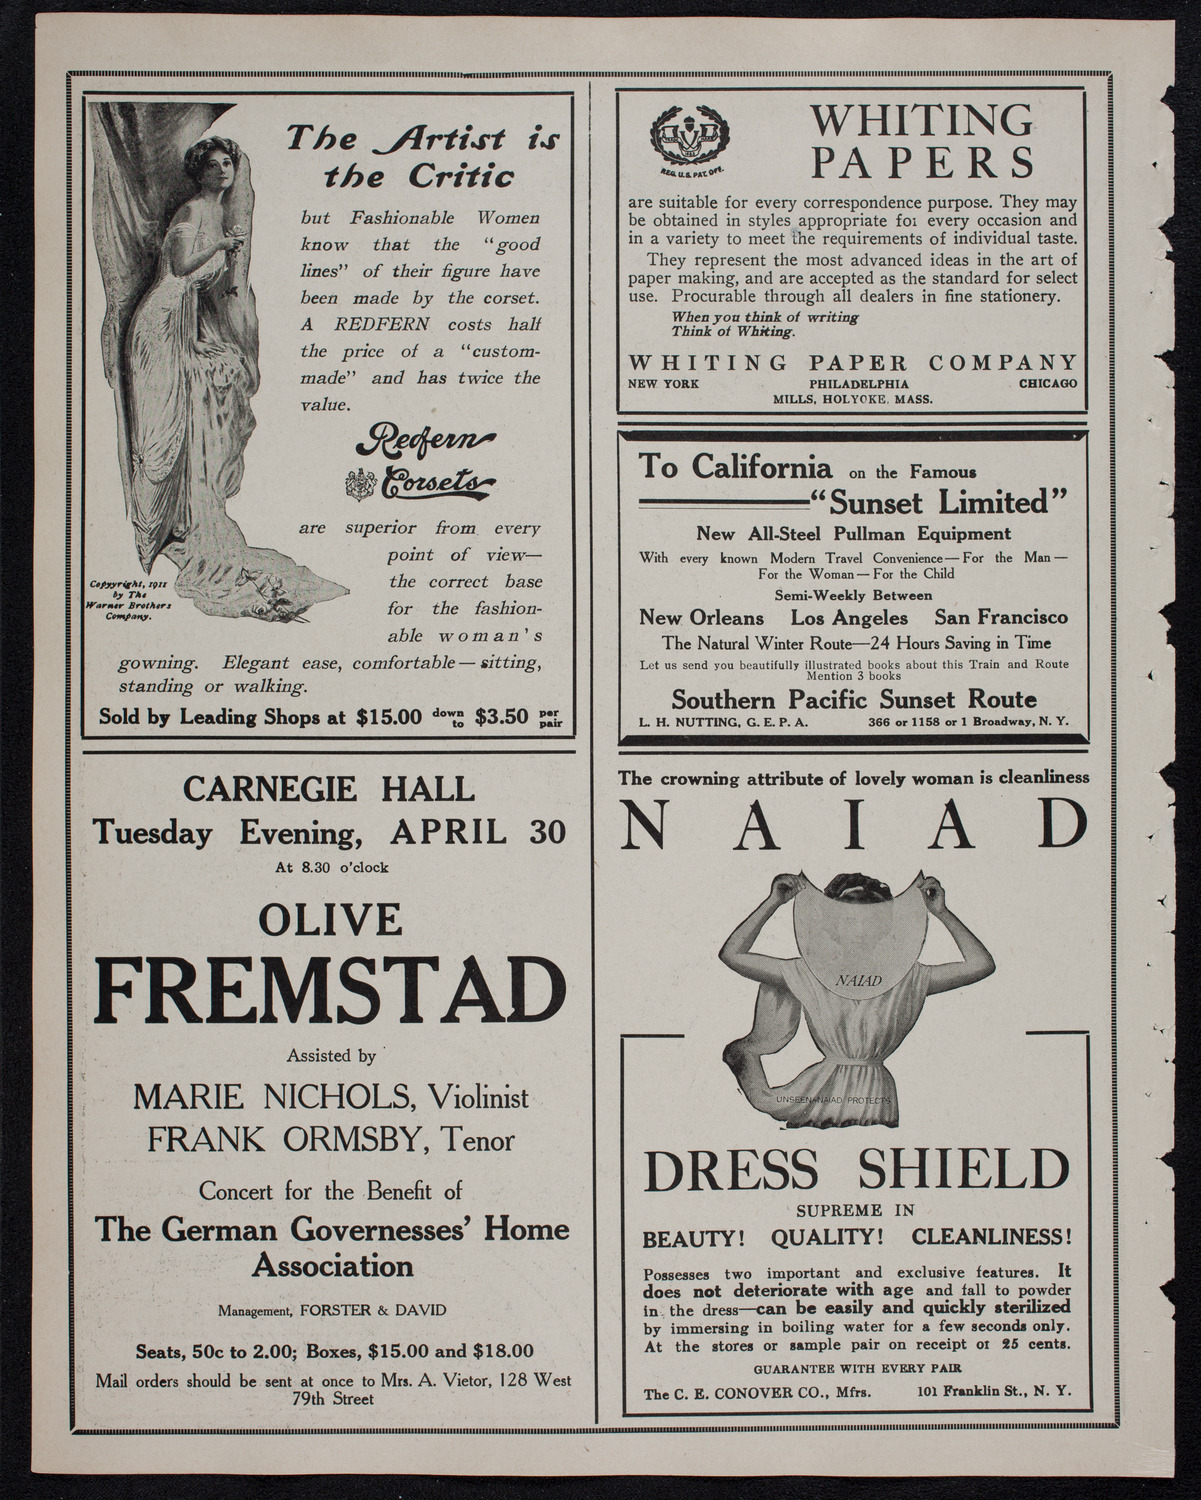 The Artist is
the Critic
but Fashionable Women
know that the "good
lines" of their figure have
been made by the corset.
A REDFERN costs half
the price of a "custom-
made" and has twice the
value.
Redfern
Corsets
are superior from every
point of view—
the correct base
for the fashion-
able woman's
gowning. Elegant ease, comfortable—sitting,
standing or walking.
Copyright, 1911
by The
Warner Brothers
Company.
Sold by Leading Shops at $15.00 down to $3.50 per pair
CARNEGIE HALL
Tuesday Evening, APRIL 30
At 8.30 o'clock
OLIVE
FREMSTAD
Assisted by
MARIE NICHOLS, Violinist
FRANK ORMSBY, Tenor
Concert for the Benefit of
The German Governesses' Home
Association
Management, FORSTER & DAVID
Seats, 50c to 2.00; Boxes, $15.00 and $18.00
Mail orders should be sent at once to Mrs. A. Vietor, 128 West
79th Street
REG. U.S. PAT. OFF.
WHITING
PAPERS
are suitable for every correspondence purpose. They may
be obtained in styles appropriate for every occasion and
in a variety to meet the requirements of individual taste.
They represent the most advanced ideas in the art of
paper making, and are accepted as the standard for select
use. Procurable through all dealers in fine stationery.
When you think of writing
Think of Whiting.
WHITING PAPER COMPANY
NEW YORK PHILADELPHIA CHICAGO
MILLS, HOLYOKE, MASS.
To California on the Famous
"Sunset Limited"
New All-Steel Pullman Equipment
With every known Modern Travel Convenience—For the Man—
For the Woman—For the Child
Semi-Weekly Between
New Orleans Los Angeles San Francisco
The Natural Winter Route—24 Hours Saving in Time
Let us send you beautifully illustrated books about this Train and Route
Mention 3 books
Southern Pacific Sunset Route
L. H. NUTTING, G. E. P. A. 366 or 1158 or 1 Broadway, N. Y.
The crowning attribute of lovely woman is cleanliness
NAIAD
NAIAD
UNSEEN-NAIAD PROTECTS
DRESS SHIELD
SUPREME IN
BEAUTY! QUALITY! CLEANLINESS!
Possesses two important and exclusive features. It
does not deteriorate with age and fall to powder
in the dress—can be easily and quickly sterilized
by immersing in boiling water for a few seconds only.
At the stores or sample pair on receipt of 25 cents.
GUARANTEE WITH EVERY PAIR
The C. E. CONOVER CO., Mfrs. 101 Franklin St., N. Y.